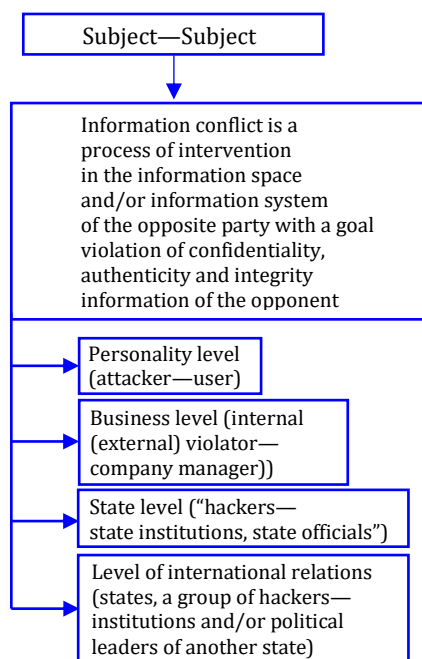 Subject—Subject
Information conflict is a
process of intervention
in the information space
and/or information system
of the opposite party with a goal
violation of confidentiality,
authenticity and integrity
information of the opponent
Personality level
(attacker—user)
Business level (internal
(external) violator—
company manager))
State level (“hackers—
state institutions, state officials”)
Level of international relations
(states, a group of hackers—
institutions and/or political
leaders of another state)